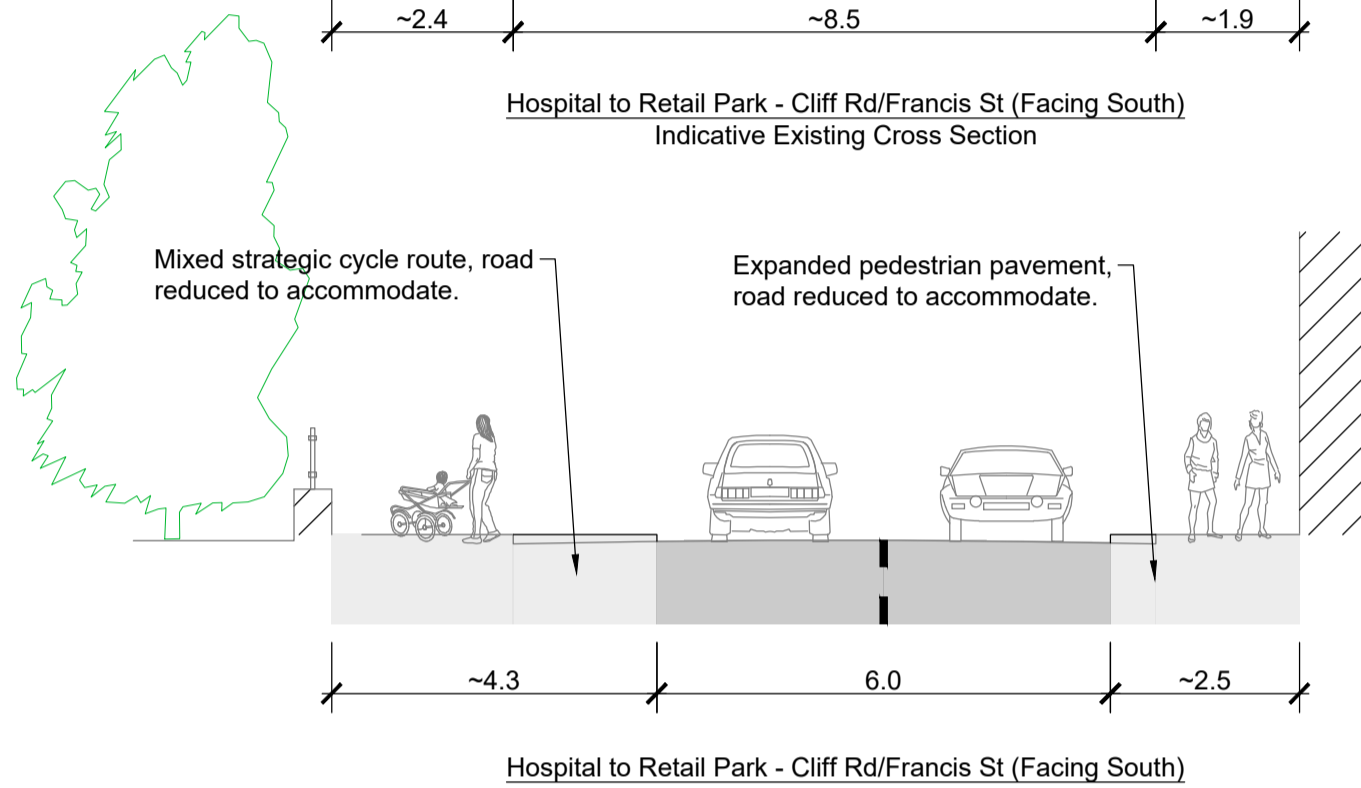 ~2.4
~8.5
~1.9
Hospital to Retail Park - Cliff Rd/Francis St (Facing South)
Indicative Existing Cross Section
Mixed strategic cycle route, road
reduced to accommodate.
Expanded pedestrian pavement,
road reduced to accommodate.
~4.3
6.0
~2.5
Hospital to Retail Park - Cliff Rd/Francis St (Facing South)